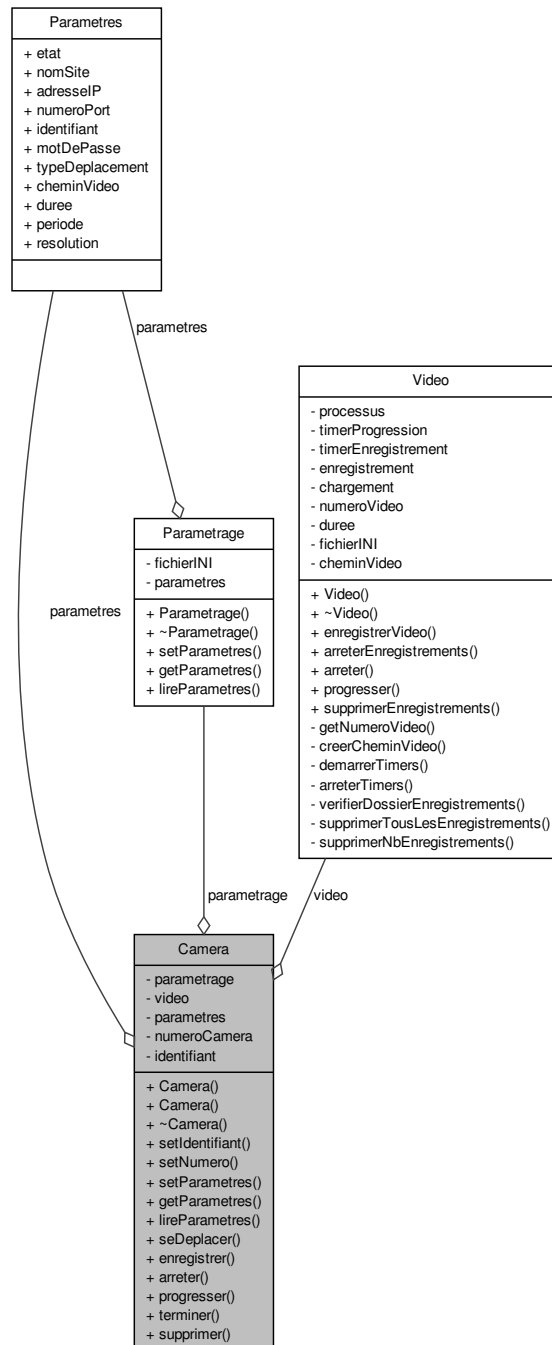 Parametres
+ etat
+ nomSite
+ adresseIP
+ numeroPort
+ identifiant
+ motDePasse
+ typeDeplacement
+ cheminVideo
+ duree
+ periode
+ resolution
parametres
Video
- processus
- timerProgression
- timerEnregistrement
- enregistrement
- chargement
- numeroVideo
- duree
- fichierINI
- cheminVideo
+ Video()
+ ~Video()
+ enregistrerVideo()
+ arreterEnregistrements()
+ arreter()
+ progresser()
+ supprimerEnregistrements()
- getNumeroVideo()
- creerCheminVideo()
- demarrerTimers()
- arreterTimers()
- verifierDossierEnregistrements()
- supprimerTousLesEnregistrements()
- supprimerNbEnregistrements()
Parametrage
- fichierINI
- parametres
+ Parametrage()
+ ~Parametrage()
+ setParametres()
+ getParametres()
+ lireParametres()
parametres
parametrage
video
Camera
- parametrage
- video
- parametres
- numeroCamera
- identifiant
+ Camera()
+ Camera()
+ ~Camera()
+ setIdentifiant()
+ setNumero()
+ setParametres()
+ getParametres()
+ lireParametres()
+ seDeplacer()
+ enregistrer()
+ arreter()
+ progresser()
+ terminer()
+ supprimer()